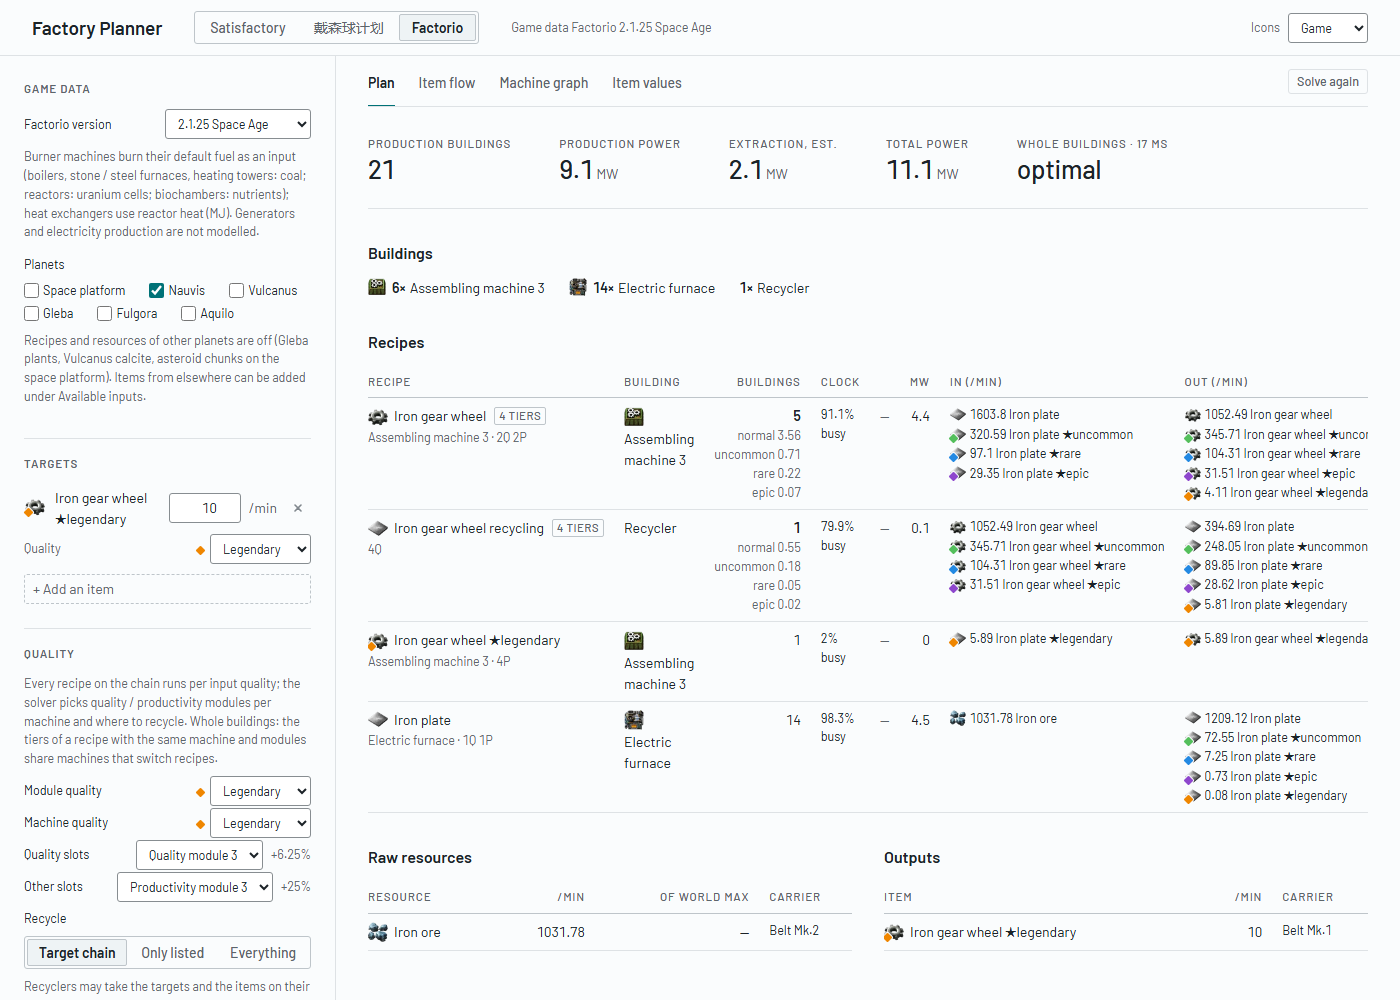 Factory Planner
Satisfactory
戴森球计划
Factorio
Game data Factorio 2.1.25 Space Age
Icons
Game
GAME DATA
Factorio version
2.1.25 Space Age
Burner machines burn their default fuel as an input
(boilers, stone / steel furnaces, heating towers: coal;
reactors: uranium cells; biochambers: nutrients);
heat exchangers use reactor heat (MJ). Generators
and electricity production are not modelled.
Planets
Space platform
Nauvis
Vulcanus
Gleba
Fulgora
Aquilo
Recipes and resources of other planets are off (Gleba
plants, Vulcanus calcite, asteroid chunks on the
space platform). Items from elsewhere can be added
under Available inputs.
TARGETS
Iron gear wheel
★legendary
10
/min
×
Quality
Legendary
+ Add an item
QUALITY
Every recipe on the chain runs per input quality; the
solver picks quality / productivity modules per
machine and where to recycle. Whole buildings: the
tiers of a recipe with the same machine and modules
share machines that switch recipes.
Module quality
Legendary
Machine quality
Legendary
Quality slots
Quality module 3
+6.25%
Other slots
Productivity module 3
+25%
Recycle
Target chain
Only listed
Everything
Recyclers may take the targets and the items on their
Plan
Item flow
Machine graph
Item values
Solve again
PRODUCTION BUILDINGS
21
PRODUCTION POWER
9.1 MW
EXTRACTION, EST.
2.1 MW
TOTAL POWER
11.1 MW
WHOLE BUILDINGS · 17 MS
optimal
Buildings
6× Assembling machine 3
14× Electric furnace
1× Recycler
Recipes
RECIPE
BUILDING
BUILDINGS
CLOCK
MW
IN (/MIN)
OUT (/MIN)
Iron gear wheel
4 TIERS
Assembling machine 3 · 2Q 2P
Assembling
machine 3
5
normal 3.56
uncommon 0.71
rare 0.22
epic 0.07
91.1%
busy
—
4.4
1603.8 Iron plate
320.59 Iron plate ★uncommon
97.1 Iron plate ★rare
29.35 Iron plate ★epic
1052.49 Iron gear wheel
345.71 Iron gear wheel ★uncor
104.31 Iron gear wheel ★rare
31.51 Iron gear wheel ★epic
4.11 Iron gear wheel ★legenda
Iron gear wheel recycling
4 TIERS
4Q
Recycler
1
normal 0.55
uncommon 0.18
rare 0.05
epic 0.02
79.9%
busy
—
0.1
1052.49 Iron gear wheel
345.71 Iron gear wheel ★uncommon
104.31 Iron gear wheel ★rare
31.51 Iron gear wheel ★epic
394.69 Iron plate
248.05 Iron plate ★uncommon
89.85 Iron plate ★rare
28.62 Iron plate ★epic
5.81 Iron plate ★legendary
Iron gear wheel ★legendary
Assembling machine 3 · 4P
Assembling
machine 3
1
2%
busy
—
0
5.89 Iron plate ★legendary
5.89 Iron gear wheel ★legenda
Iron plate
Electric furnace · 1Q 1P
Electric
furnace
14
98.3%
busy
—
4.5
1031.78 Iron ore
1209.12 Iron plate
72.55 Iron plate ★uncommon
7.25 Iron plate ★rare
0.73 Iron plate ★epic
0.08 Iron plate ★legendary
Raw resources
RESOURCE
/MIN
OF WORLD MAX
CARRIER
Iron ore
1031.78
—
Belt Mk.2
Outputs
ITEM
/MIN
CARRIER
Iron gear wheel ★legendary
10
Belt Mk.1